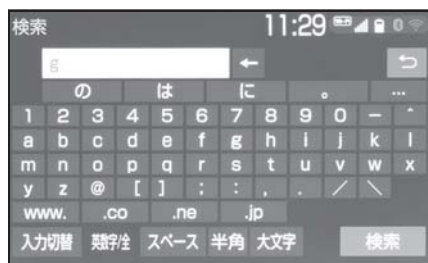 検索 11:29 0
g ←
の は に 。 …
1 2 3 4 5 6 7 8 9 0 - ^
a b c d e f g h i j k l
m n o p q r s t u v w x
y z @ [ ] ; : , . / \
www. .co .ne .jp
入力切替 英数字/全 スペース 半角 大文字 検索